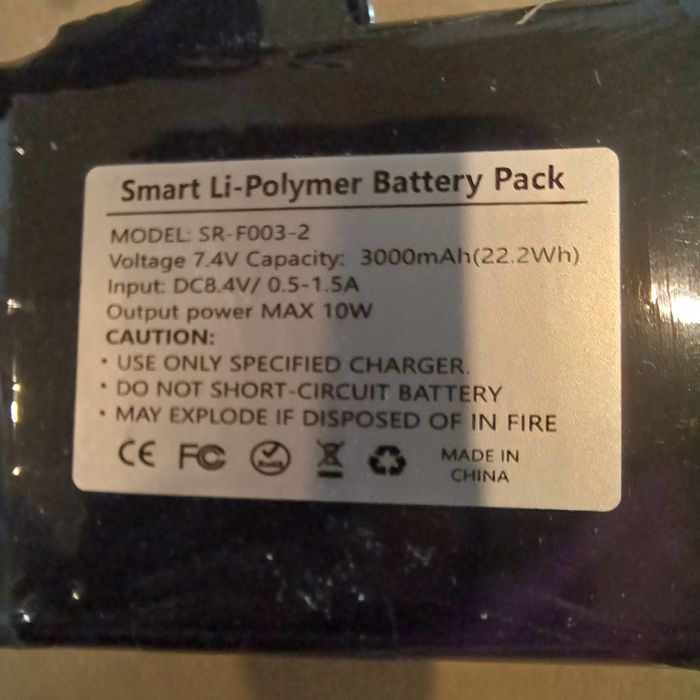 Smart Li-Polymer Battery Pack
MODEL: SR-F003-2
Voltage 7.4V Capacity: 3000mAh(22.2Wh)
Input: DC8.4V/ 0.5-1.5A
Output power MAX 10W
CAUTION:
• USE ONLY SPECIFIED CHARGER.
• DO NOT SHORT-CIRCUIT BATTERY
• MAY EXPLODE IF DISPOSED OF IN FIRE
CE FC RoHS MADE IN
CHINA